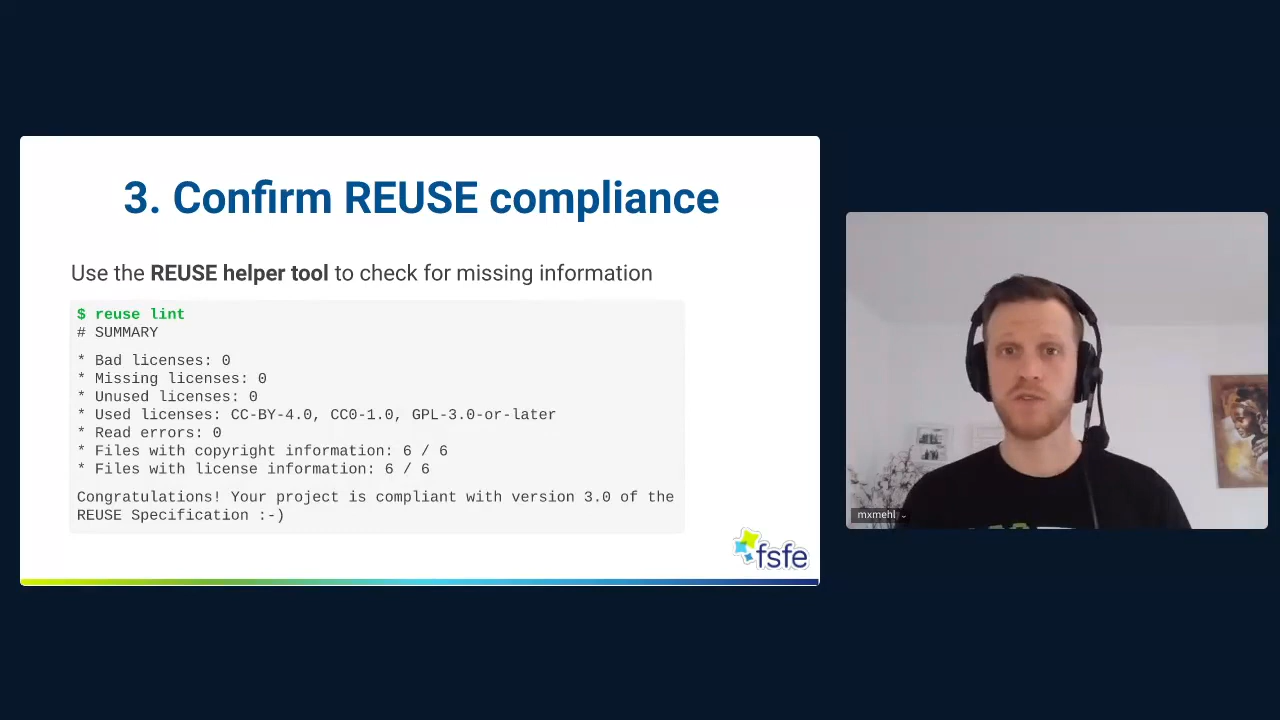 3. Confirm REUSE compliance
Use the REUSE helper tool to check for missing information
$ reuse lint
# SUMMARY
* Bad licenses: 0
* Missing licenses: 0
* Unused licenses: 0
* Used licenses: CC-BY-4.0, CC0-1.0, GPL-3.0-or-later
* Read errors: 0
* Files with copyright information: 6 / 6
* Files with license information: 6 / 6
Congratulations! Your project is compliant with version 3.0 of the
REUSE Specification :-)
fsfe
mxmehl